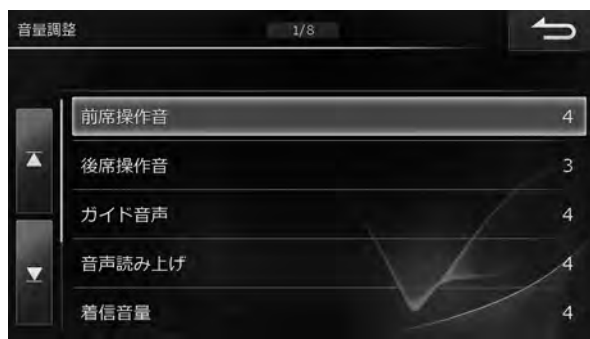 音量調整 1/8
前席操作音 4
後席操作音 3
ガイド音声 4
音声読み上げ 4
着信音量 4